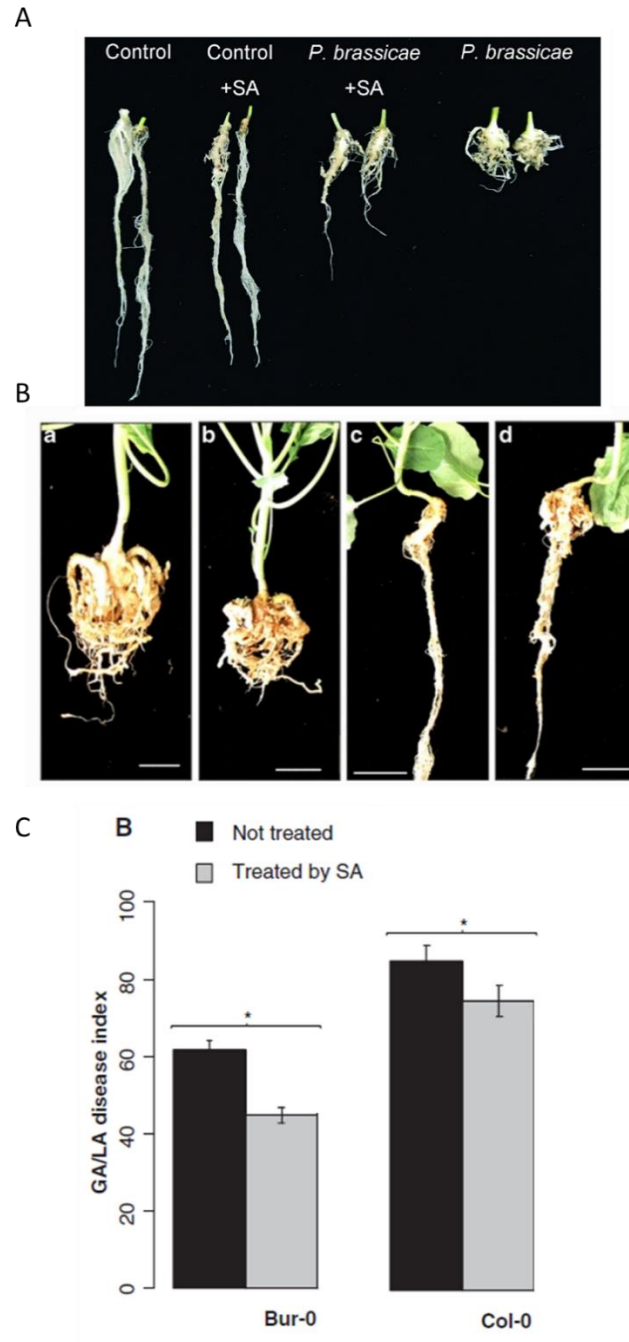 A
Control Control P. brassicae P. brassicae
+SA +SA
B
a b c d
C
B
Not treated
Treated by SA
GA/LA disease index
100
80
60
40
20
0
*
*
Bur-0 Col-0